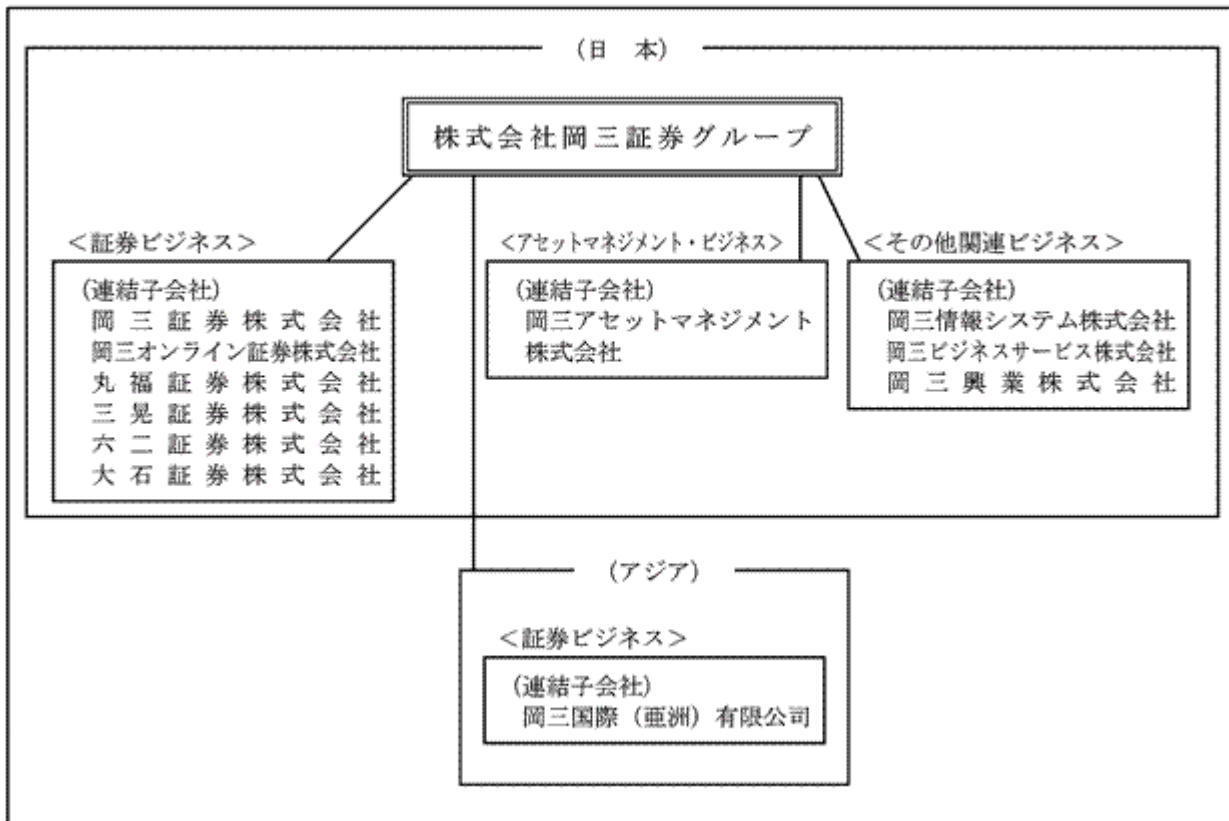 (日 本)
株式会社岡三証券グループ
＜証券ビジネス＞
(連結子会社)
岡三証券株式会社
岡三オンライン証券株式会社
丸福証券株式会社
三晃証券株式会社
六二証券株式会社
大石証券株式会社
＜アセットマネジメント・ビジネス＞
(連結子会社)
岡三アセットマネジメント
株式会社
＜その他関連ビジネス＞
(連結子会社)
岡三情報システム株式会社
岡三ビジネスサービス株式会社
岡三興業株式会社
(アジア)
＜証券ビジネス＞
(連結子会社)
岡三国際（亜洲）有限公司